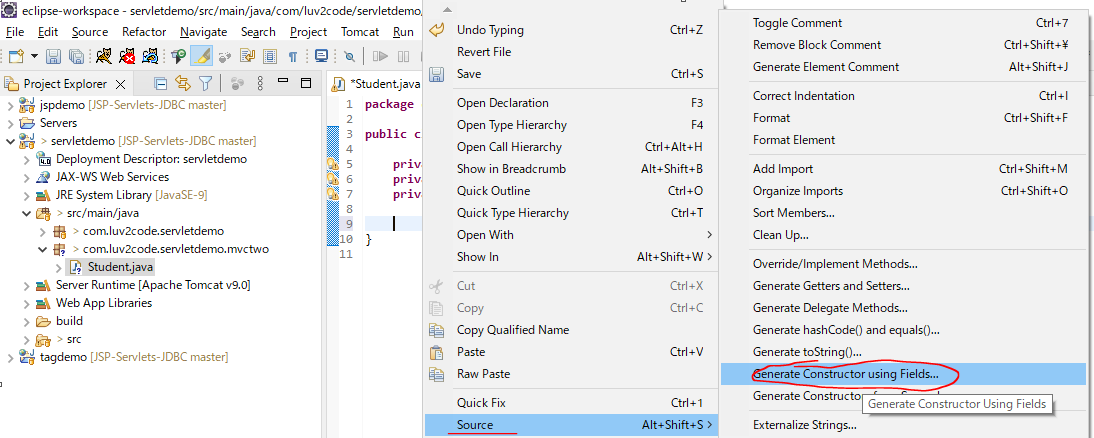 eclipse-workspace - servletdemo/src/main/java/com/luv2code/servletdemo,
File Edit Source Refactor Navigate Search Project Tomcat Run
Project Explorer
jspdemo [JSP-Servlets-JDBC master]
Servers
> servletdemo [JSP-Servlets-JDBC master]
Deployment Descriptor: servletdemo
JAX-WS Web Services
JRE System Library [JavaSE-9]
> src/main/java
> com.luv2code.servletdemo
> com.luv2code.servletdemo.mvctwo
Student.java
Server Runtime [Apache Tomcat v9.0]
Web App Libraries
build
> src
tagdemo [JSP-Servlets-JDBC master]
*Student.java
1 package
2
3 public c
4
5 priva
6 priva
7 priva
8
9
10 }
11
Undo Typing Ctrl+Z
Revert File
Save Ctrl+S
Open Declaration F3
Open Type Hierarchy F4
Open Call Hierarchy Ctrl+Alt+H
Show in Breadcrumb Alt+Shift+B
Quick Outline Ctrl+O
Quick Type Hierarchy Ctrl+T
Open With >
Show In Alt+Shift+W >
Cut Ctrl+X
Copy Ctrl+C
Copy Qualified Name
Paste Ctrl+V
Raw Paste
Quick Fix Ctrl+1
Source Alt+Shift+S >
Toggle Comment Ctrl+7
Remove Block Comment Ctrl+Shift+¥
Generate Element Comment Alt+Shift+J
Correct Indentation Ctrl+I
Format Ctrl+Shift+F
Format Element
Add Import Ctrl+Shift+M
Organize Imports Ctrl+Shift+O
Sort Members...
Clean Up...
Override/Implement Methods...
Generate Getters and Setters...
Generate Delegate Methods...
Generate hashCode() and equals()...
Generate toString()...
Generate Constructor using Fields...
Generate Constructors
Generate Constructor Using Fields
Externalize Strings...